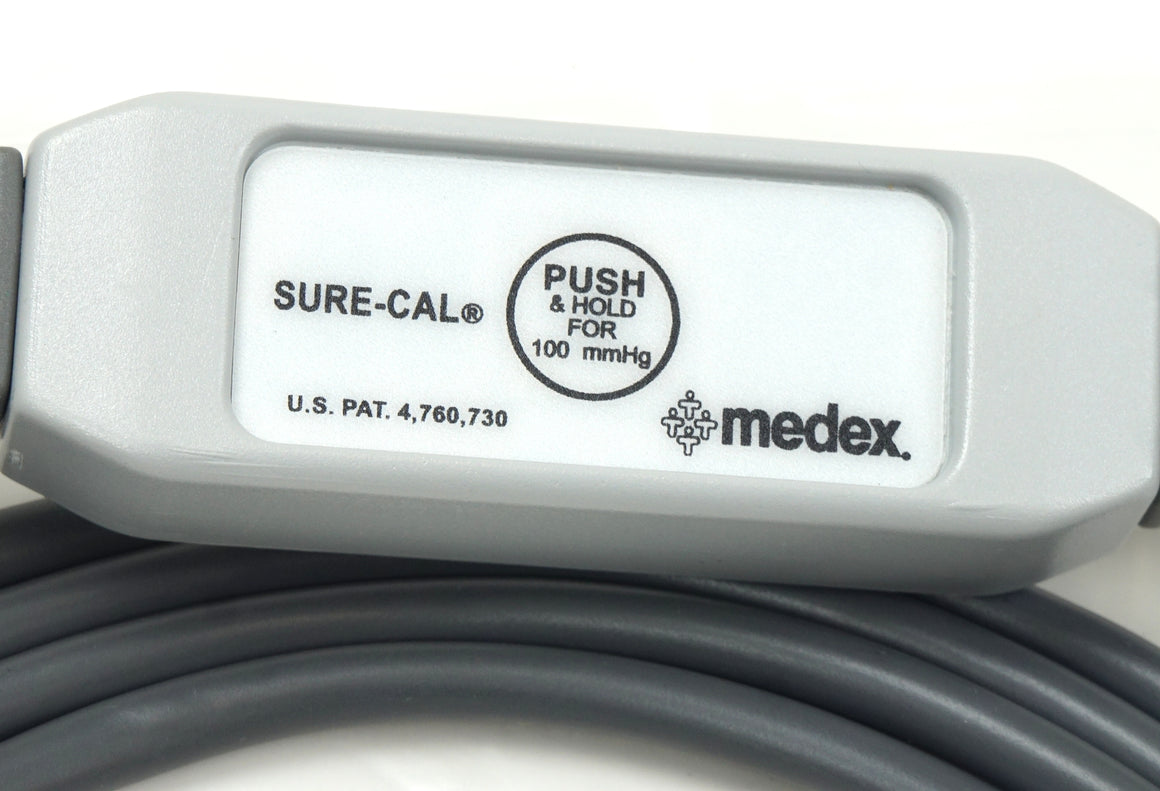 SURE-CAL®
PUSH
& HOLD
FOR
100 mmHg
U.S. PAT. 4,760,730
medex.